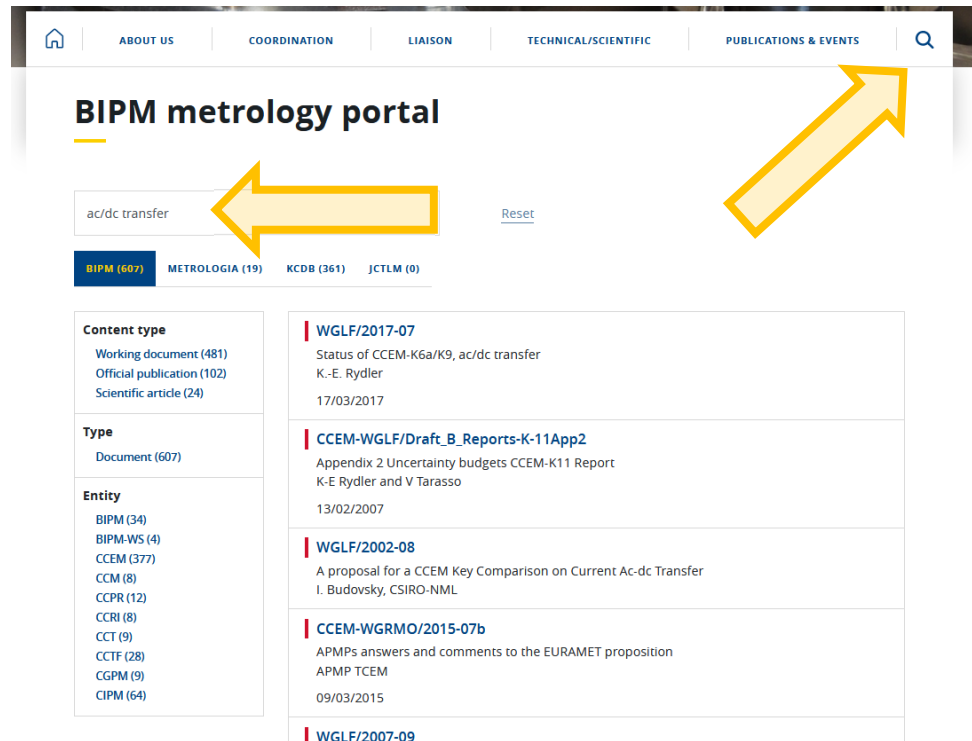 ABOUT US COORDINATION LIAISON TECHNICAL/SCIENTIFIC PUBLICATIONS & EVENTS
BIPM metrology portal
ac/dc transfer
Reset
BIPM (607) METROLOGIA (19) KCDB (361) JCTLM (0)
Content type
Working document (481)
Official publication (102)
Scientific article (24)
Type
Document (607)
Entity
BIPM (34)
BIPM-WS (4)
CCEM (377)
CCM (8)
CCPR (12)
CCRI (8)
CCT (9)
CCTF (28)
CGPM (9)
CIPM (64)
WGLF/2017-07
Status of CCEM-K6a/K9, ac/dc transfer
K.-E. Rydler
17/03/2017
CCEM-WGLF/Draft_B_Reports-K-11App2
Appendix 2 Uncertainty budgets CCEM-K11 Report
K-E Rydler and V Tarasso
13/02/2007
WGLF/2002-08
A proposal for a CCEM Key Comparison on Current Ac-dc Transfer
I. Budovsky, CSIRO-NML
CCEM-WGRMO/2015-07b
APMPs answers and comments to the EURAMET proposition
APMP TCEM
09/03/2015
WGLF/2007-09